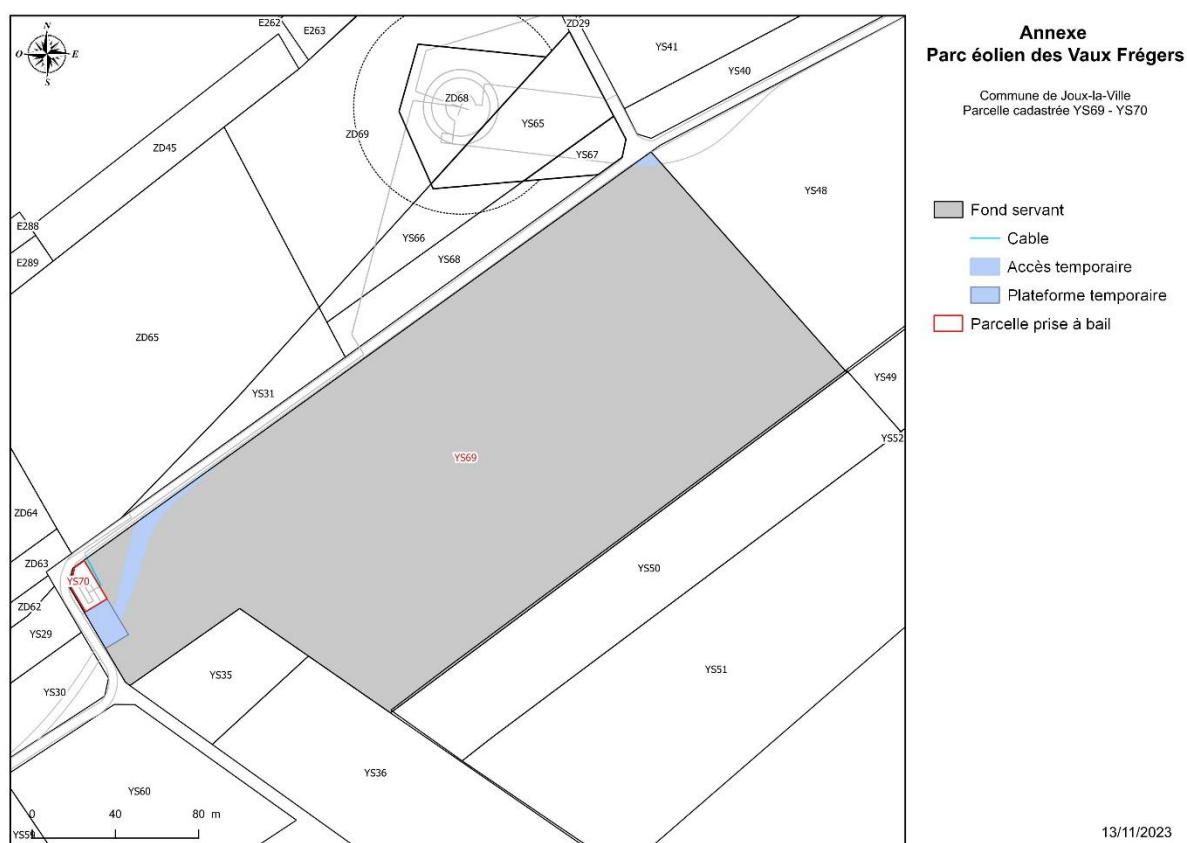 Annexe
Parc éolien des Vaux Frégers
Commune de Joux-la-Ville
Parcelle cadastrée YS69 - YS70
Fond servant
Cable
Accès temporaire
Plateforme temporaire
Parcelle prise à bail
N
O
E
S
E262
E263
ZD29
YS41
YS40
ZD68
ZD69
YS65
YS67
ZD45
YS48
E288
E289
YS66
YS68
ZD65
YS31
YS49
YS52
YS69
ZD64
ZD63
YS70
ZD62
YS29
YS50
YS30
YS35
YS51
YS36
YS60
YS59
0 40 80 m
13/11/2023